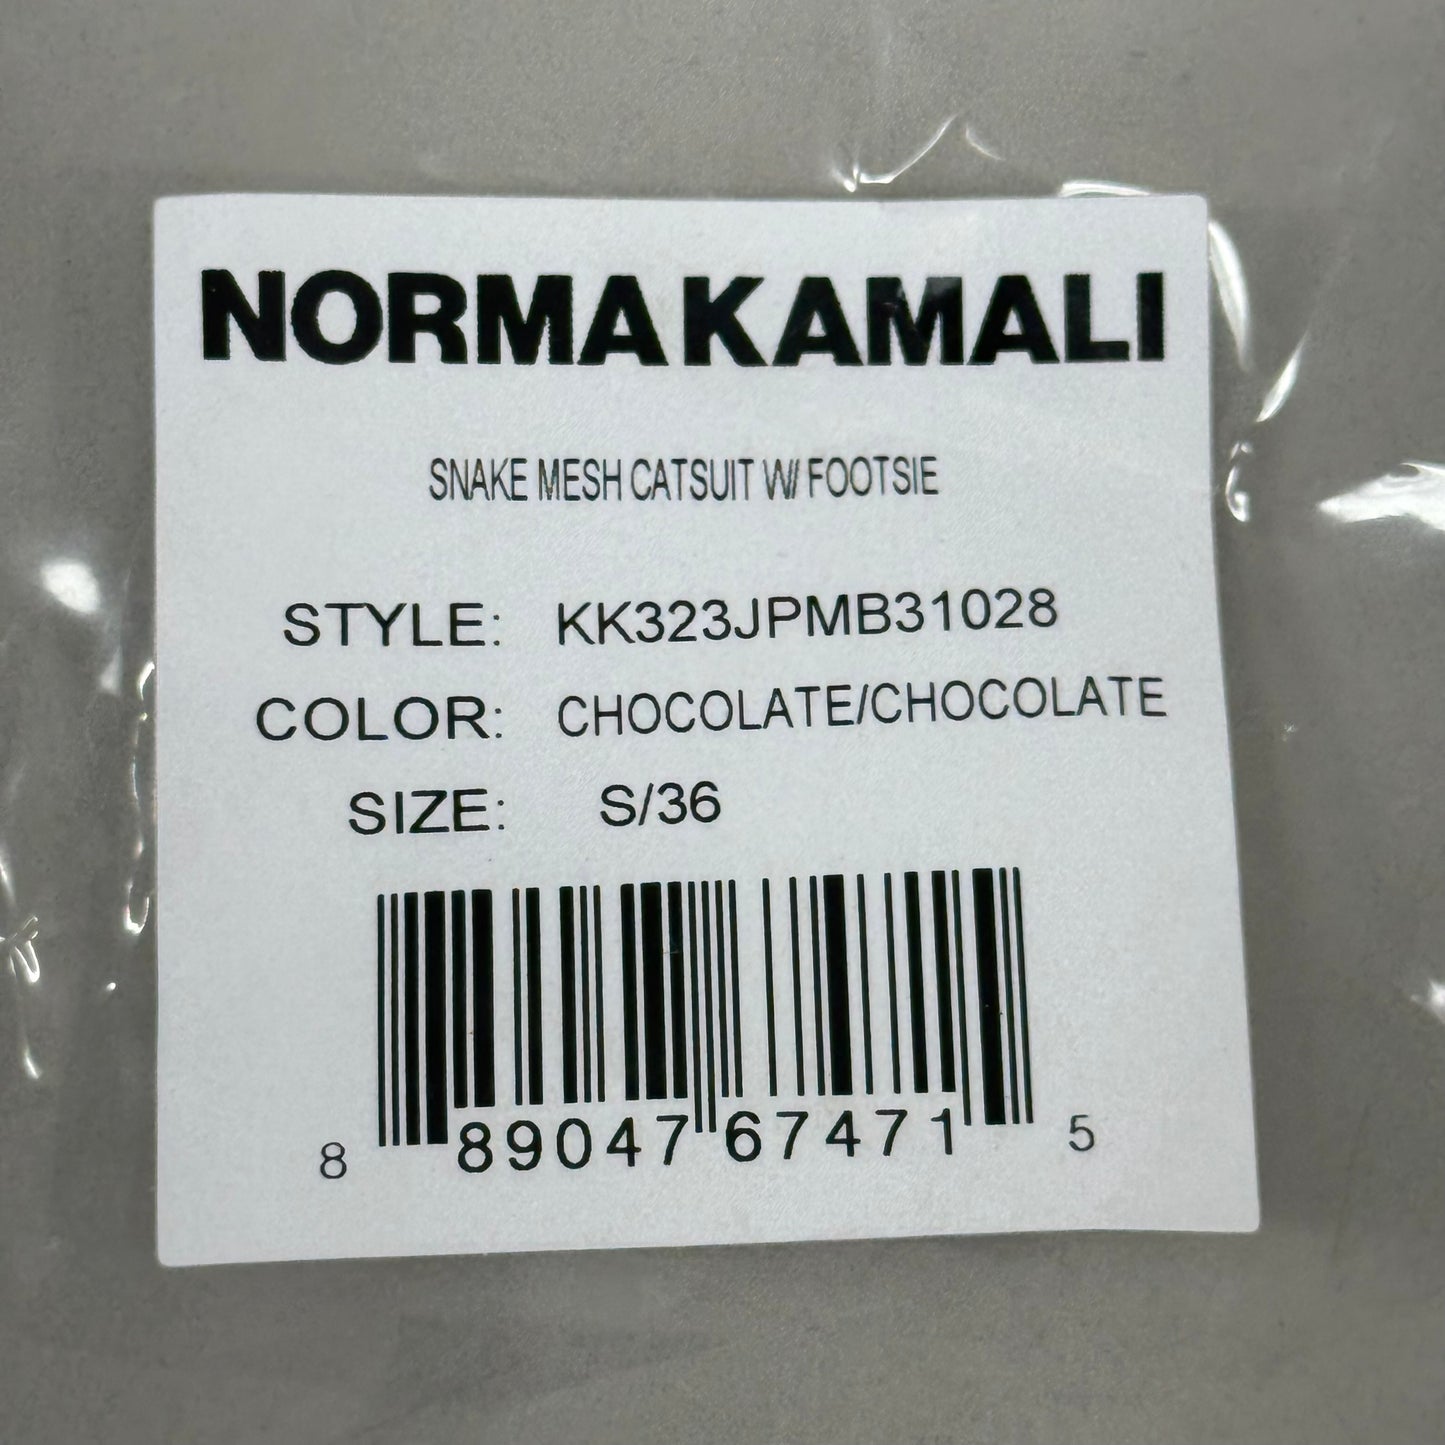 NORMA KAMALI
SNAKE MESH CATSUIT W/ FOOTSIE
STYLE: KK323JPMB31028
COLOR: CHOCOLATE/CHOCOLATE
SIZE: S/36
8 89047 67471 5